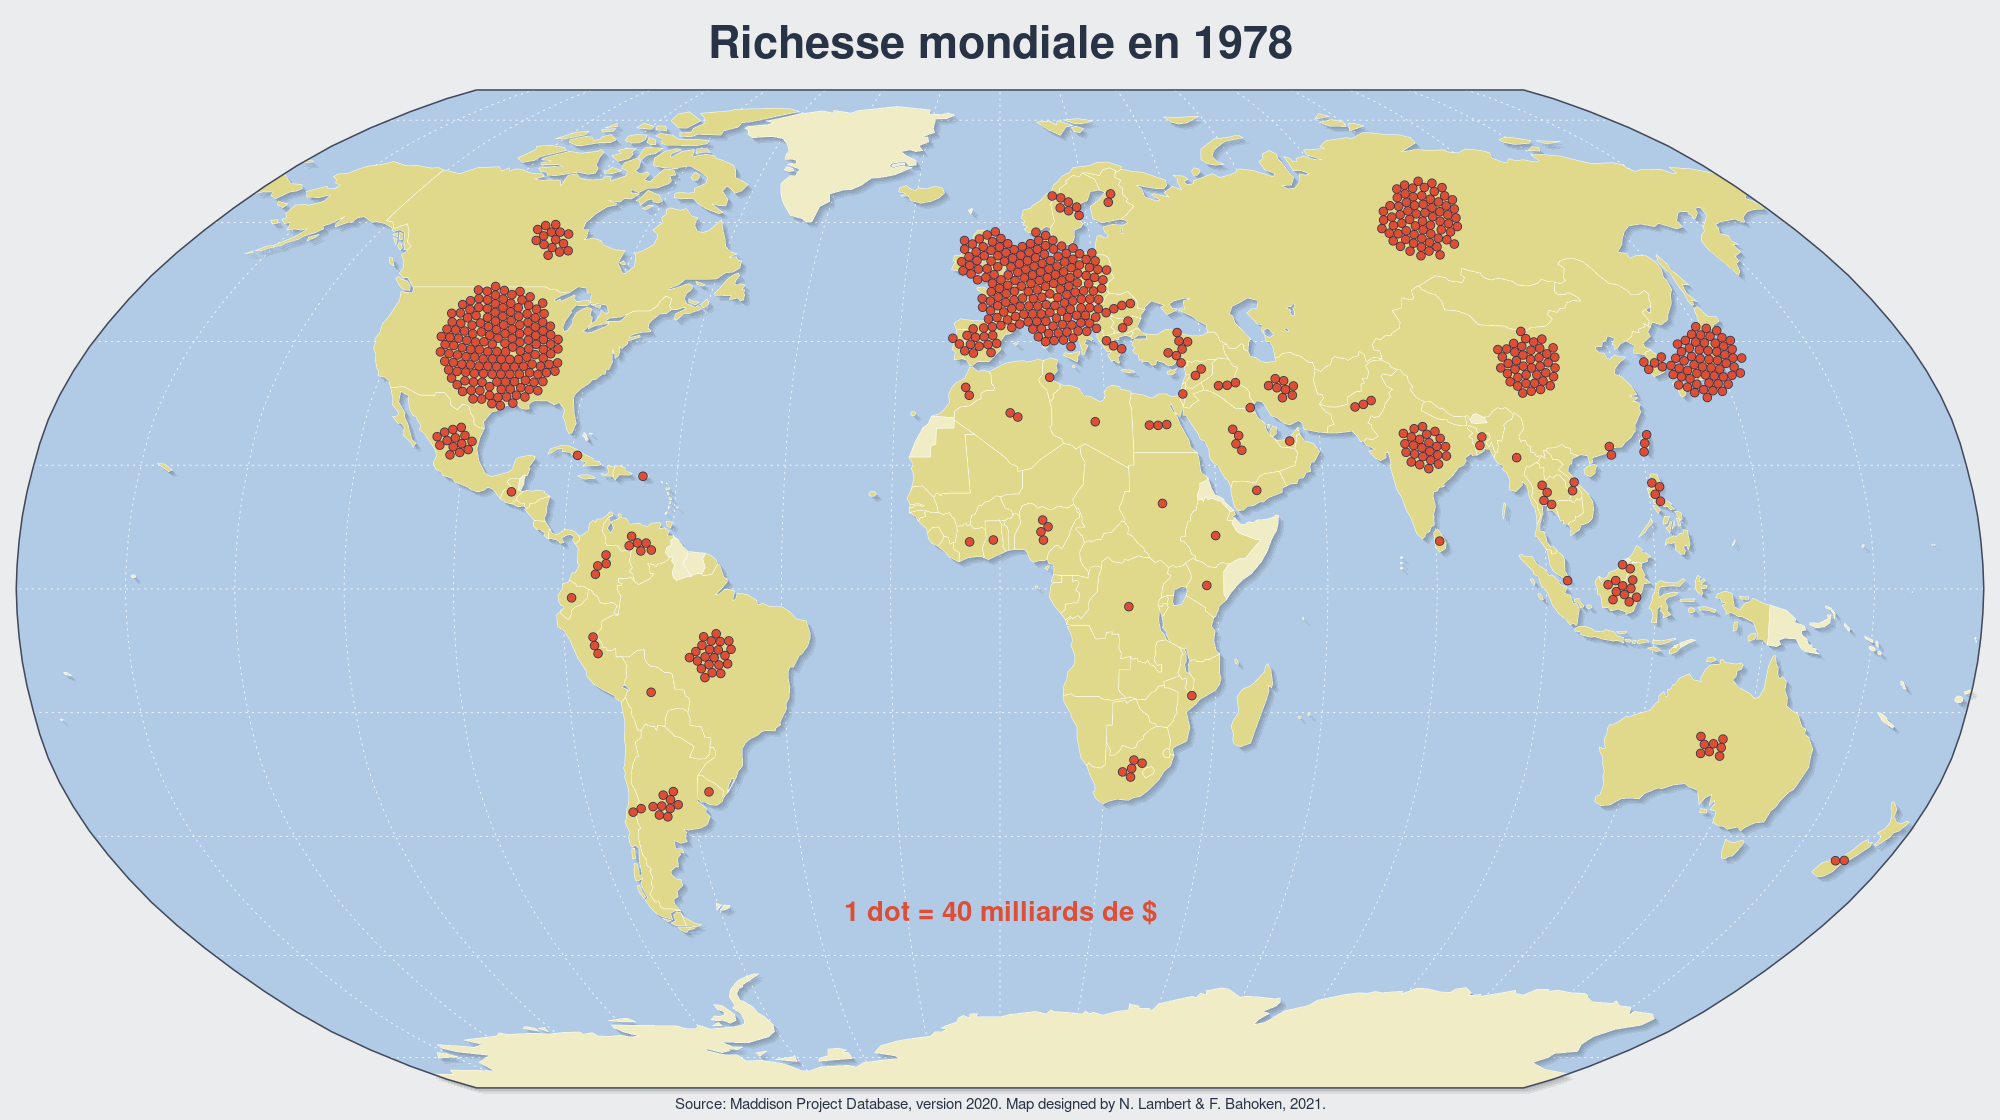 Richesse mondiale en 1978
1 dot = 40 milliards de $
Source: Maddison Project Database, version 2020. Map designed by N. Lambert & F. Bahoken, 2021.